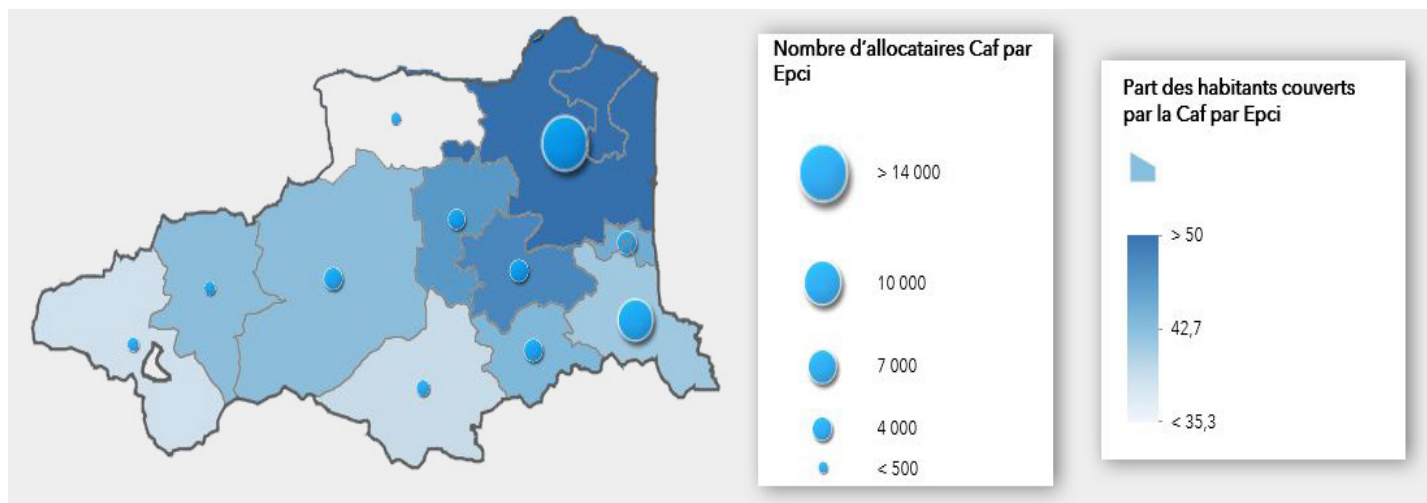 Nombre d'allocataires Caf par
Epci
> 14 000
10 000
7 000
4 000
< 500
Part des habitants couverts
par la Caf par Epci
> 50
42,7
< 35,3